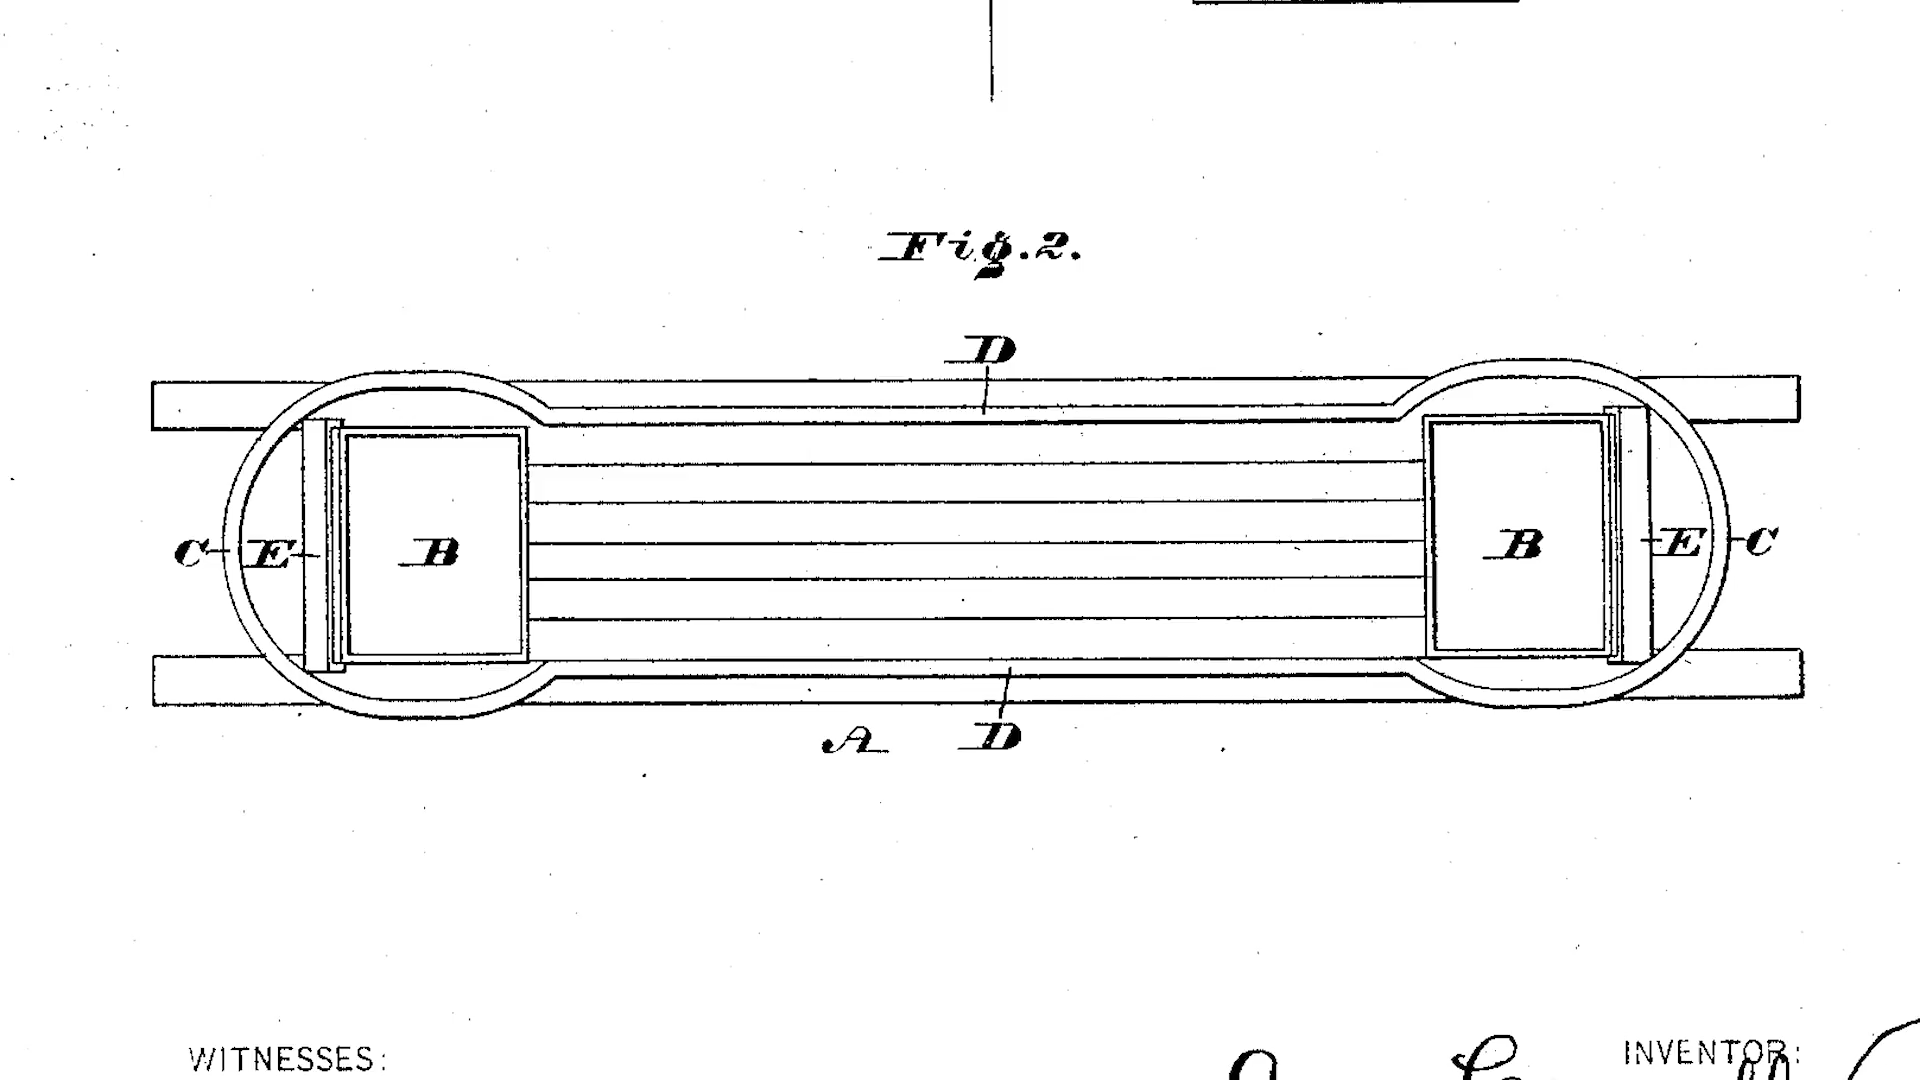 Fig. 2.
D
C E B B E C
A D
WITNESSES: INVENTOR: